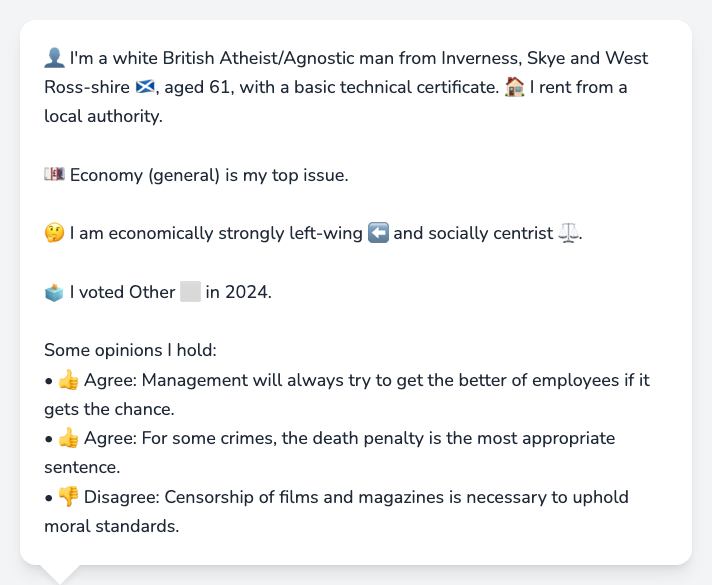 👤 I'm a white British Atheist/Agnostic man from Inverness, Skye and West
Ross-shire 🏴󠁧󠁢󠁳󠁣󠁴󠁿, aged 61, with a basic technical certificate. 🏠 I rent from a
local authority.
💷 Economy (general) is my top issue.
🤔 I am economically strongly left-wing ⬅️ and socially centrist ⚖️.
🗳️ I voted Other ⬜ in 2024.
Some opinions I hold:
• 👍 Agree: Management will always try to get the better of employees if it
gets the chance.
• 👍 Agree: For some crimes, the death penalty is the most appropriate
sentence.
• 👎 Disagree: Censorship of films and magazines is necessary to uphold
moral standards.